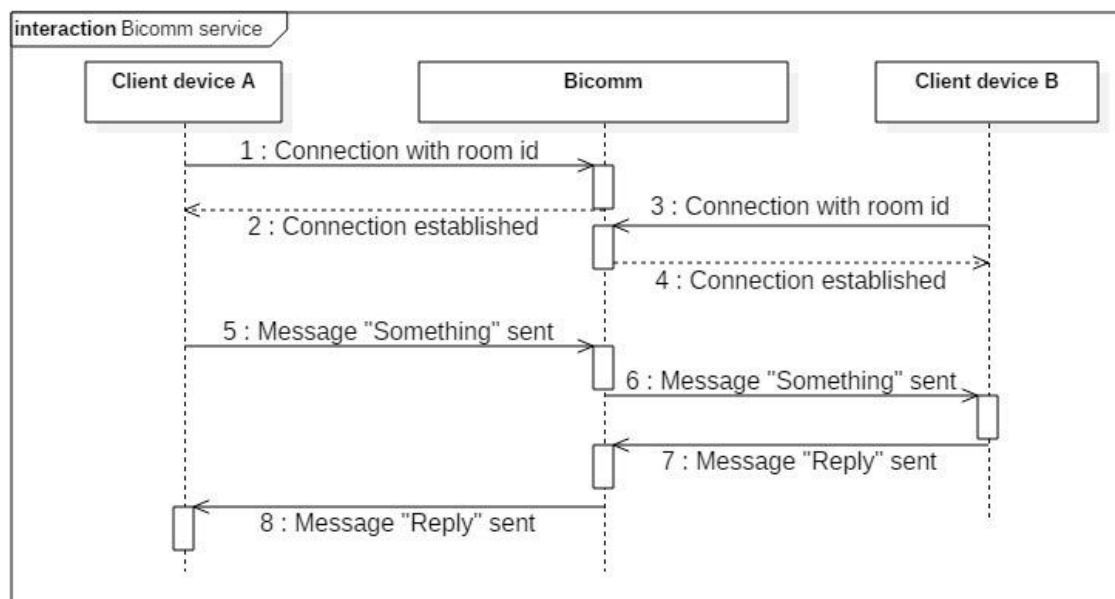 interaction Bicomm service
Client device A
Bicomm
Client device B
1 : Connection with room id
2 : Connection established
3 : Connection with room id
4 : Connection established
5 : Message "Something" sent
6 : Message "Something" sent
7 : Message "Reply" sent
8 : Message "Reply" sent